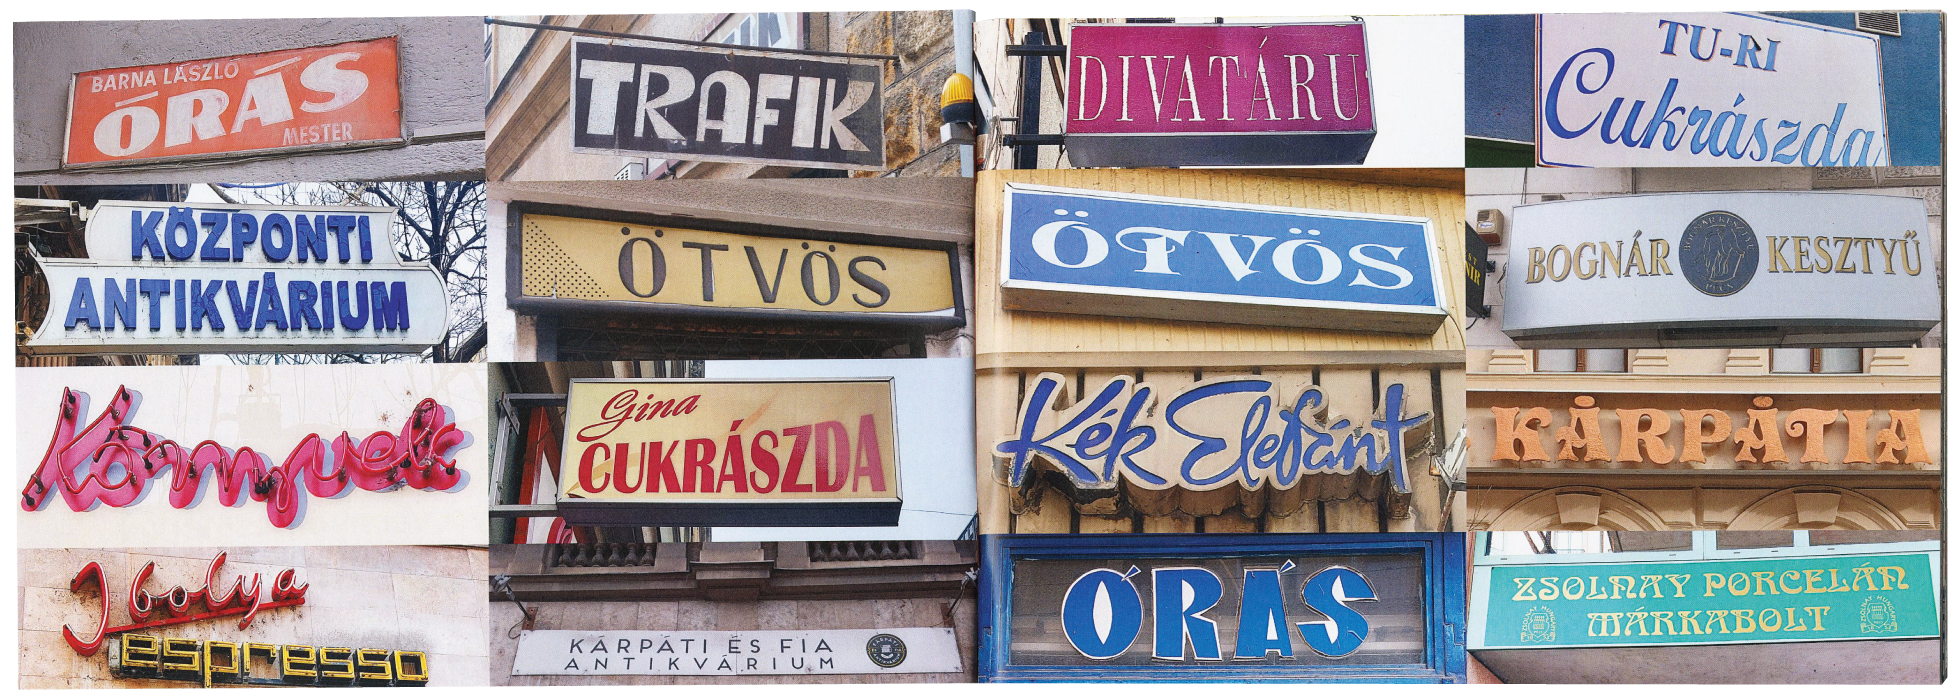 BARNA LÁSZLÓ
ÓRÁS
MESTER
TRAFIK
DIVATÁRU
TU-RI
Cukrászda
KÖZPONTI
ANTIKVÁRIUM
ÖTVÖS
ÖTVÖS
BOGNÁR KESZTYŰ
Könyvek
Gina
CUKRÁSZDA
Kék Elefánt
KÁRPÁTIA
Ibolya
espresso
KÁRPÁTI ÉS FIA
ANTIKVÁRIUM
ÓRÁS
ZSOLNAY PORCELÁN
MÁRKABOLT